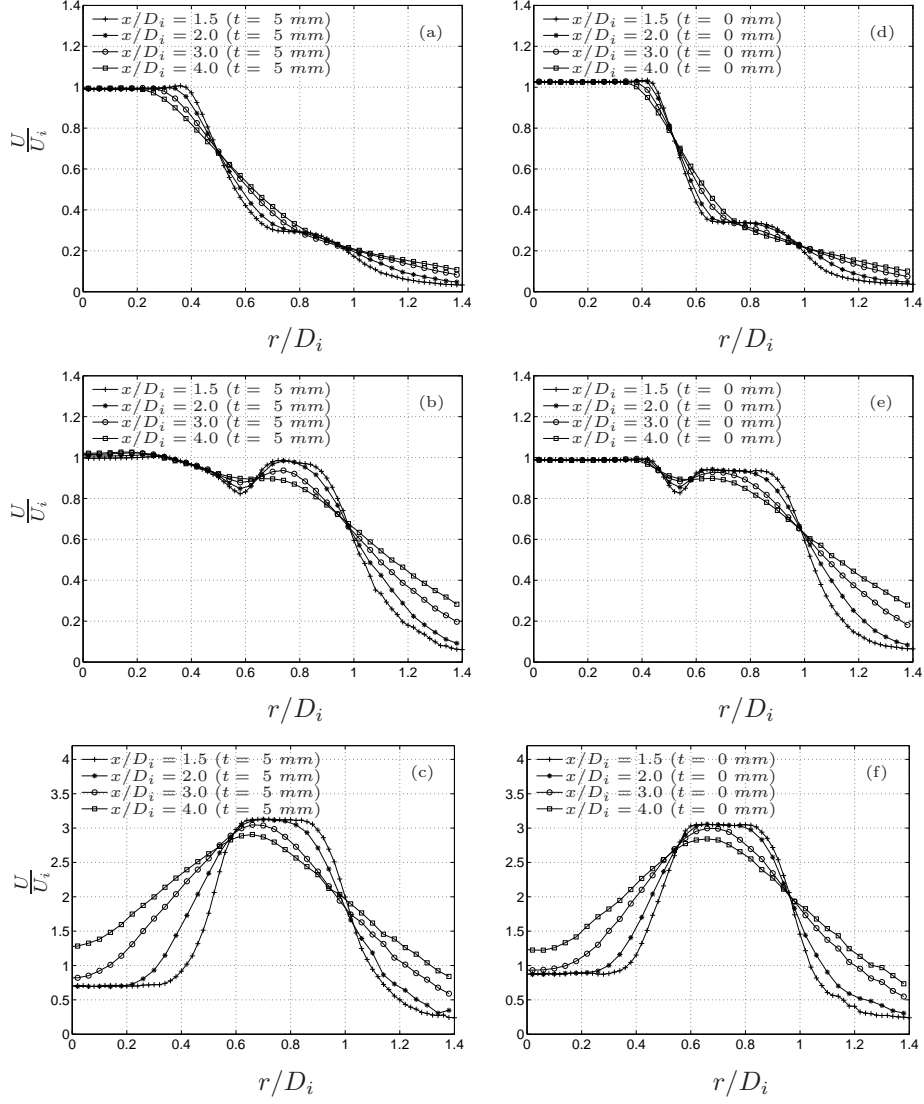 x/D_i = 1.5 (t = 5 mm)
x/D_i = 2.0 (t = 5 mm)
x/D_i = 3.0 (t = 5 mm)
x/D_i = 4.0 (t = 5 mm)
(a)
1.4
1.2
1
0.8
0.6
0.4
0.2
0
U/U_i
0 0.2 0.4 0.6 0.8 1 1.2 1.4
r/D_i
x/D_i = 1.5 (t = 0 mm)
x/D_i = 2.0 (t = 0 mm)
x/D_i = 3.0 (t = 0 mm)
x/D_i = 4.0 (t = 0 mm)
(d)
1.4
1.2
1
0.8
0.6
0.4
0.2
0
0 0.2 0.4 0.6 0.8 1 1.2 1.4
r/D_i
x/D_i = 1.5 (t = 5 mm)
x/D_i = 2.0 (t = 5 mm)
x/D_i = 3.0 (t = 5 mm)
x/D_i = 4.0 (t = 5 mm)
(b)
1.4
1.2
1
0.8
0.6
0.4
0.2
0
U/U_i
0 0.2 0.4 0.6 0.8 1 1.2 1.4
r/D_i
x/D_i = 1.5 (t = 0 mm)
x/D_i = 2.0 (t = 0 mm)
x/D_i = 3.0 (t = 0 mm)
x/D_i = 4.0 (t = 0 mm)
(e)
1.4
1.2
1
0.8
0.6
0.4
0.2
0
0 0.2 0.4 0.6 0.8 1 1.2 1.4
r/D_i
x/D_i = 1.5 (t = 5 mm)
x/D_i = 2.0 (t = 5 mm)
x/D_i = 3.0 (t = 5 mm)
x/D_i = 4.0 (t = 5 mm)
(c)
4
3.5
3
2.5
2
1.5
1
0.5
0
U/U_i
0 0.2 0.4 0.6 0.8 1 1.2 1.4
r/D_i
x/D_i = 1.5 (t = 0 mm)
x/D_i = 2.0 (t = 0 mm)
x/D_i = 3.0 (t = 0 mm)
x/D_i = 4.0 (t = 0 mm)
(f)
4
3.5
3
2.5
2
1.5
1
0.5
0
U/U_i
0 0.2 0.4 0.6 0.8 1 1.2 1.4
r/D_i